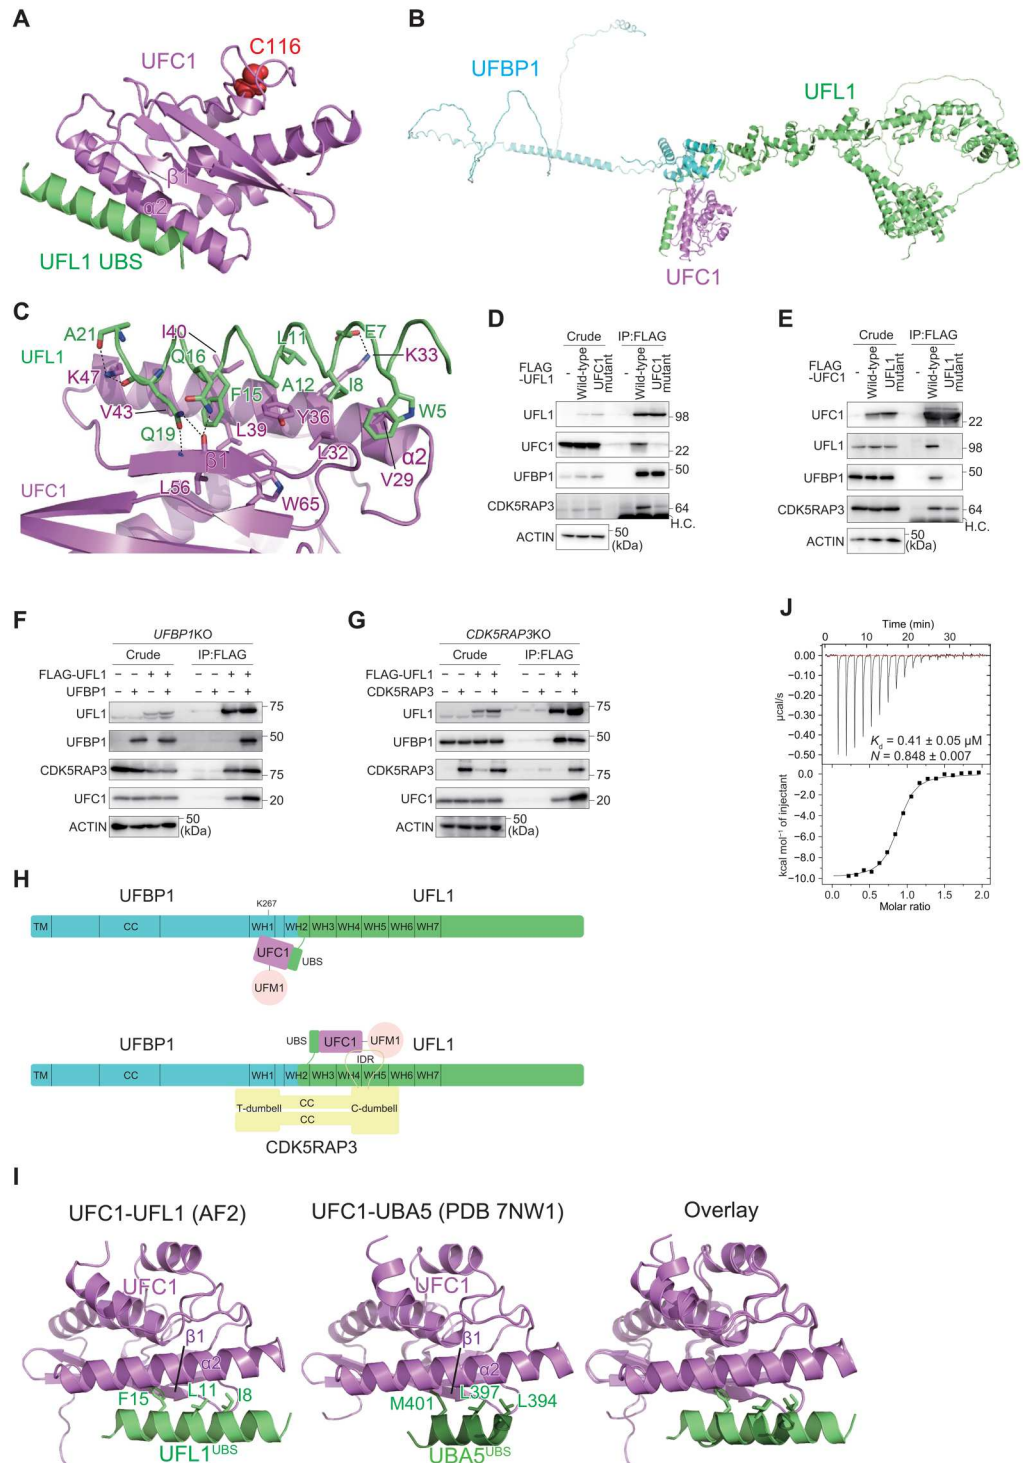 A
UFC1
C116
β1
α2
UFL1 UBS
B
UFBP1
UFL1
UFC1
C
A21
I40
E7
UFL1
Q16
L11
K33
K47
A12
I8
F15
V43
Y36
W5
Q19
L39
β1
L32
α2
V29
UFC1
L56
W65
D
Crude IP:FLAG
FLAG
-UFL1
- Wild-type UFC1 mutant - Wild-type UFC1 mutant
UFL1 98
UFC1 22
UFBP1 50
CDK5RAP3 64
H.C.
ACTIN 50
(kDa)
E
Crude IP:FLAG
FLAG
-UFC1
- Wild-type UFL1 mutant - Wild-type UFL1 mutant
UFC1 22
UFL1 98
UFBP1 50
CDK5RAP3 64
H.C.
ACTIN 50
(kDa)
F
UFBP1KO
Crude IP:FLAG
FLAG-UFL1 − − + + − − + +
UFBP1 − + − + − + − +
UFL1 75
UFBP1 50
CDK5RAP3 75
UFC1 20
ACTIN 50
(kDa)
G
CDK5RAP3KO
Crude IP:FLAG
FLAG-UFL1 − − + + − − + +
CDK5RAP3 − + − + − + − +
UFL1 75
UFBP1 50
CDK5RAP3 75
UFC1 20
ACTIN 50
(kDa)
J
Time (min)
0 10 20 30
0.00
−0.10
−0.20
−0.30
−0.40
−0.50
µcal/s
Kd = 0.41 ± 0.05 µM
N = 0.848 ± 0.007
0.0
−2.0
−4.0
−6.0
−8.0
−10.0
kcal mol⁻¹ of injectant
0.0 0.5 1.0 1.5 2.0
Molar ratio
H
UFBP1 K267 UFL1
TM CC WH1 WH2 WH3 WH4 WH5 WH6 WH7
UFC1
UBS
UFM1
UFBP1 UBS UFC1 UFM1 UFL1
IDR
TM CC WH1 WH2 WH3 WH4 WH5 WH6 WH7
T-dumbell CC C-dumbell
CC
CDK5RAP3
I
UFC1-UFL1 (AF2) UFC1-UBA5 (PDB 7NW1) Overlay
UFC1
β1
α2
F15 L11 I8
UFL1UBS
UFC1
β1
α2
M401 L397 L394
UBA5UBS